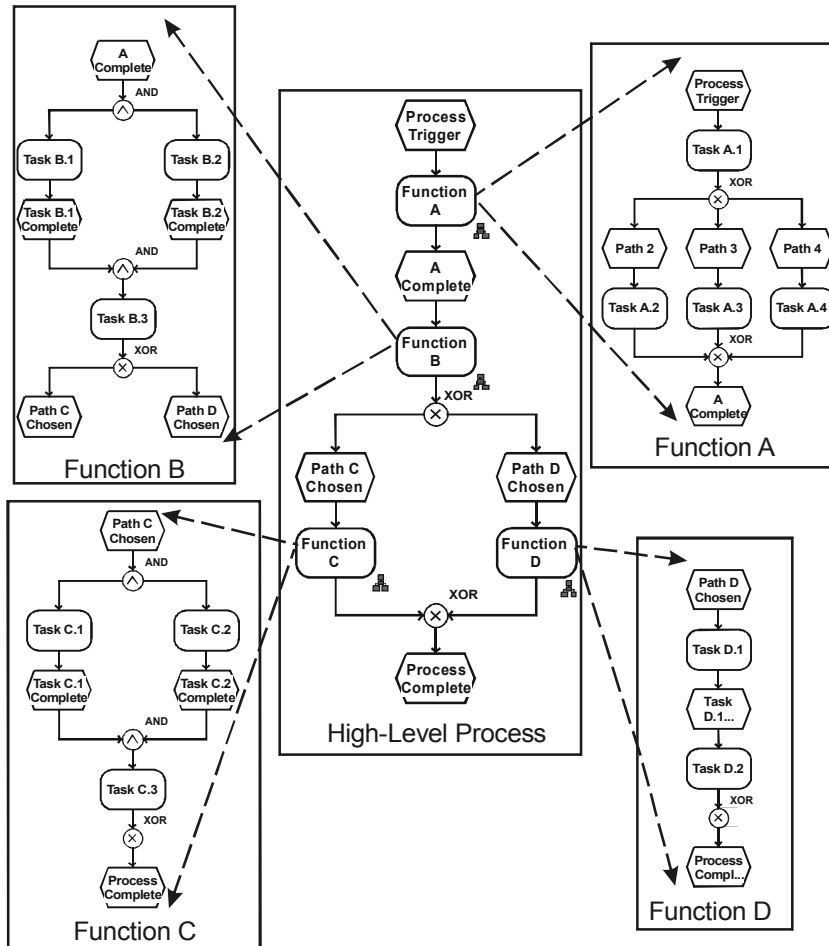 A
Complete
AND
Task B.1
Task B.2
Task B.1
Complete
Task B.2
Complete
AND
Task B.3
XOR
Path C
Chosen
Path D
Chosen
Function B
Process
Trigger
Function
A
A
Complete
Function
B
XOR
Path C
Chosen
Path D
Chosen
Function
C
Function
D
XOR
Process
Complete
High-Level Process
Process
Trigger
Task A.1
XOR
Path 2
Path 3
Path 4
Task A.2
Task A.3
Task A.4
XOR
A
Complete
Function A
Path C
Chosen
AND
Task C.1
Task C.2
Task C.1
Complete
Task C.2
Complete
AND
Task C.3
XOR
Process
Complete
Function C
Path D
Chosen
Task D.1
Task
D.1...
Task D.2
XOR
Process
Compl...
Function D